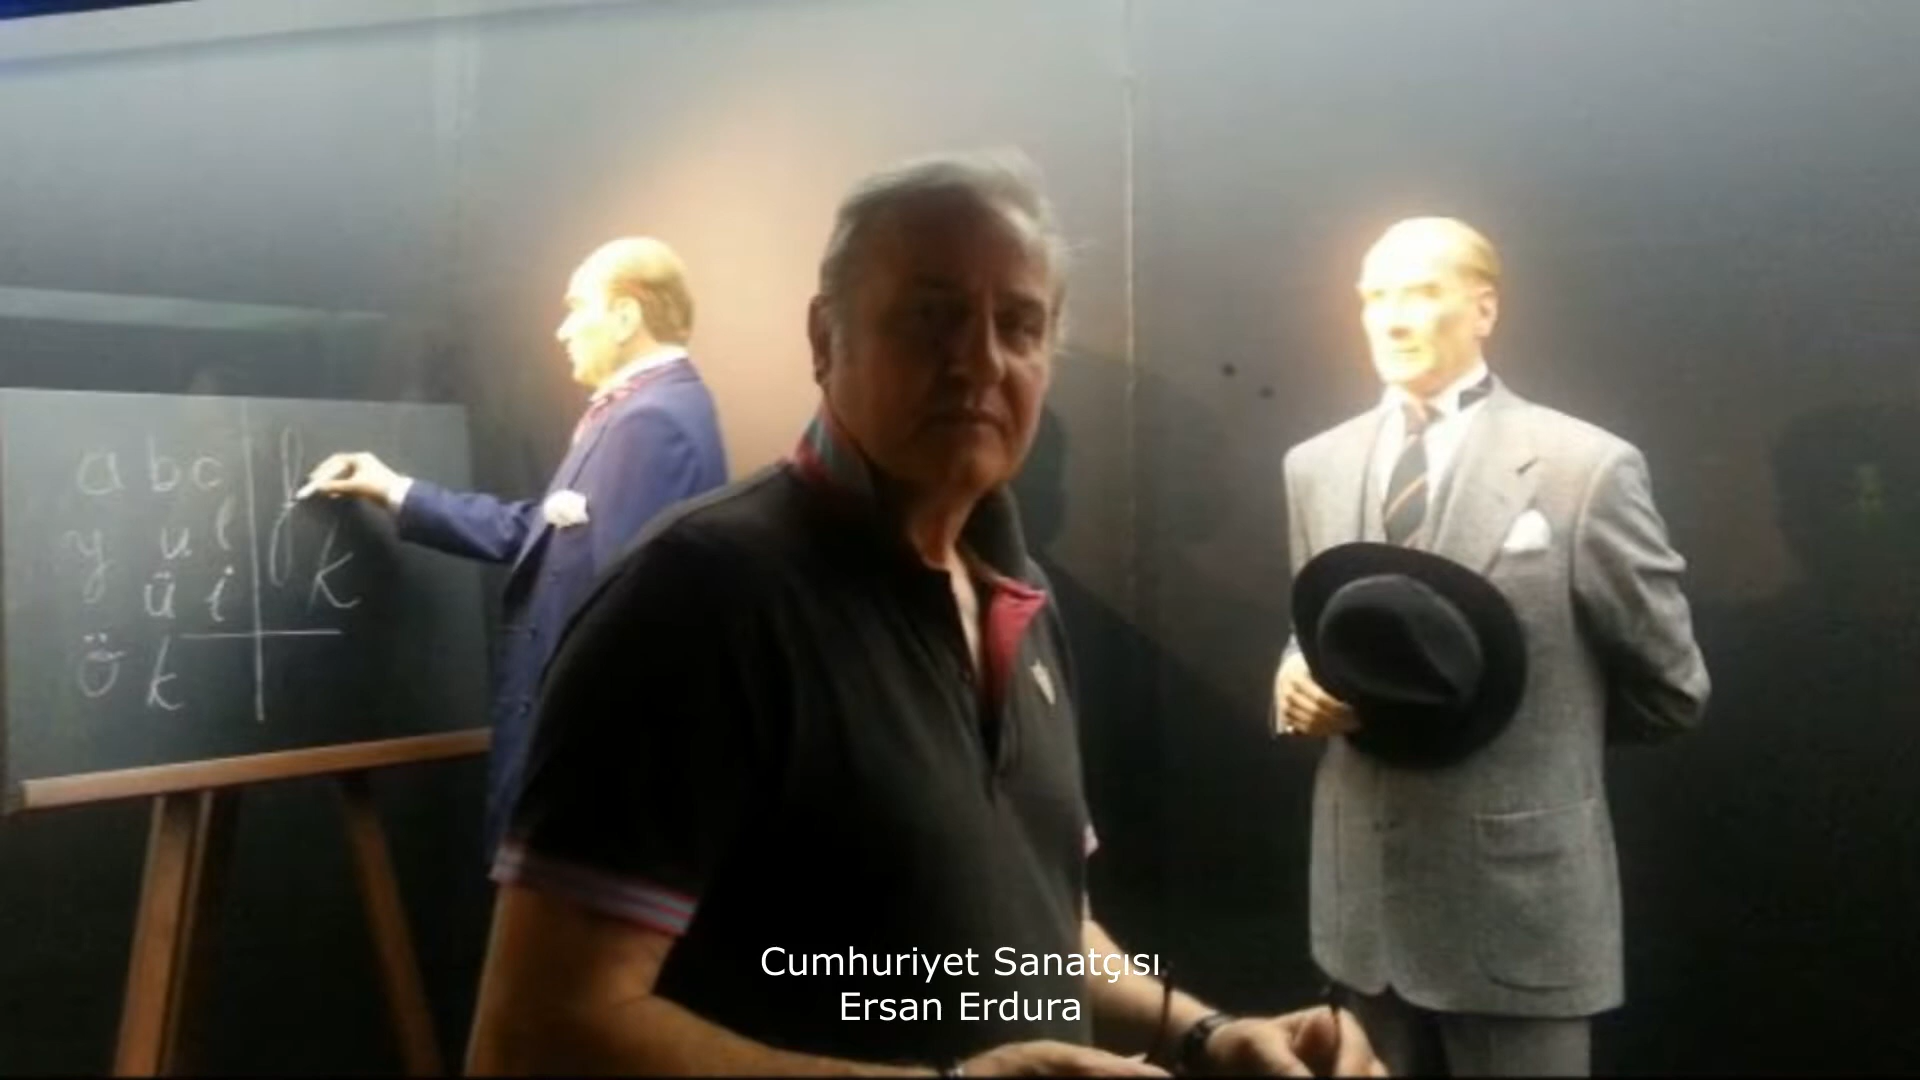 a b c
y u l
ü i
ö k
k
Cumhuriyet Sanatçısı
Ersan Erdura